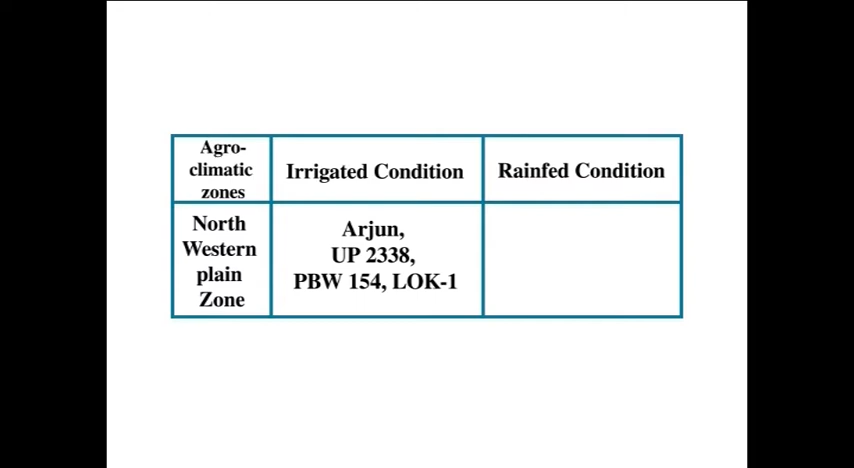 Agro-
climatic
zones
Irrigated Condition
Rainfed Condition
North
Western
plain
Zone
Arjun,
UP 2338,
PBW 154, LOK-1